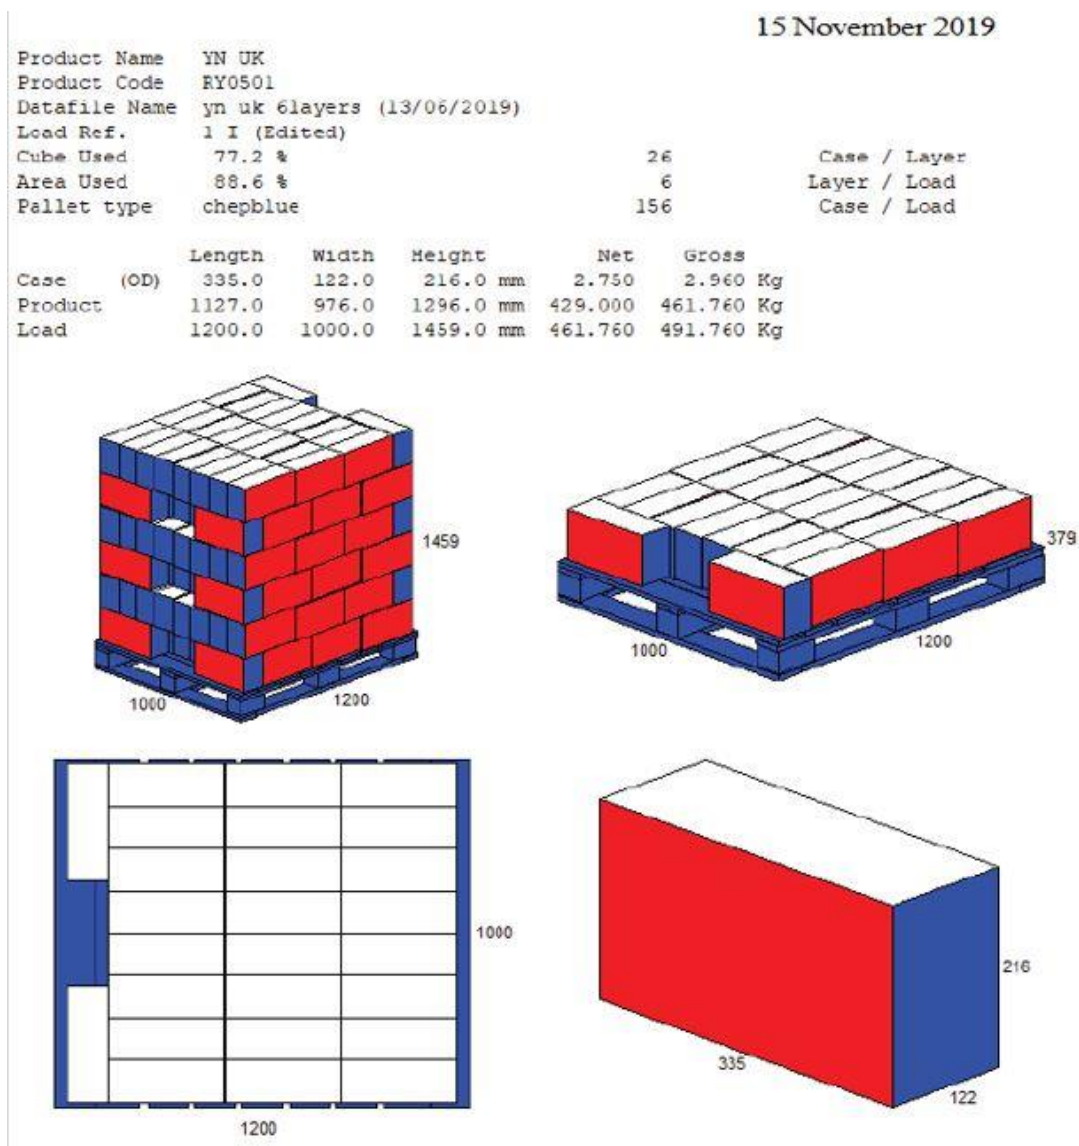 15 November 2019
Product Name YN UK
Product Code RY0501
Datafile Name yn uk 6layers (13/06/2019)
Load Ref. 1 I (Edited)
Cube Used 77.2 % 26 Case / Layer
Area Used 88.6 % 6 Layer / Load
Pallet type chepblue 156 Case / Load
Length Width Height Net Gross
Case (OD) 335.0 122.0 216.0 mm 2.750 2.960 Kg
Product 1127.0 976.0 1296.0 mm 429.000 461.760 Kg
Load 1200.0 1000.0 1459.0 mm 461.760 491.760 Kg
1459
1000
1200
379
1000
1200
1000
1200
216
335
122